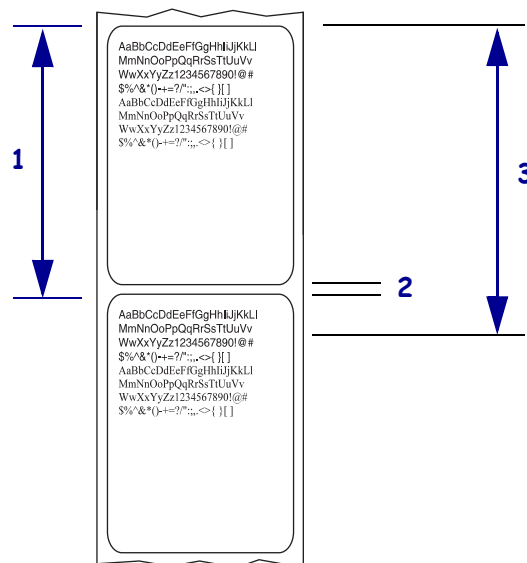 AaBbCcDdEeFfGgHhIiJjKkLl
MmNnOoPpQqRrSsTtUuVv
WwXxYyZz1234567890!@#
$%^&*()-+=?/":;,.<>{ }[ ]
AaBbCcDdEeFfGgHhIiJjKkLl
MmNnOoPpQqRrSsTtUuVv
WwXxYyZz1234567890!@#
$%^&*()-+=?/":;,.<>{ }[ ]
1
3
2
AaBbCcDdEeFfGgHhIiJjKkLl
MmNnOoPpQqRrSsTtUuVv
WwXxYyZz1234567890!@#
$%^&*()-+=?/":;,.<>{ }[ ]
AaBbCcDdEeFfGgHhIiJjKkLl
MmNnOoPpQqRrSsTtUuVv
WwXxYyZz1234567890!@#
$%^&*()-+=?/":;,.<>{ }[ ]